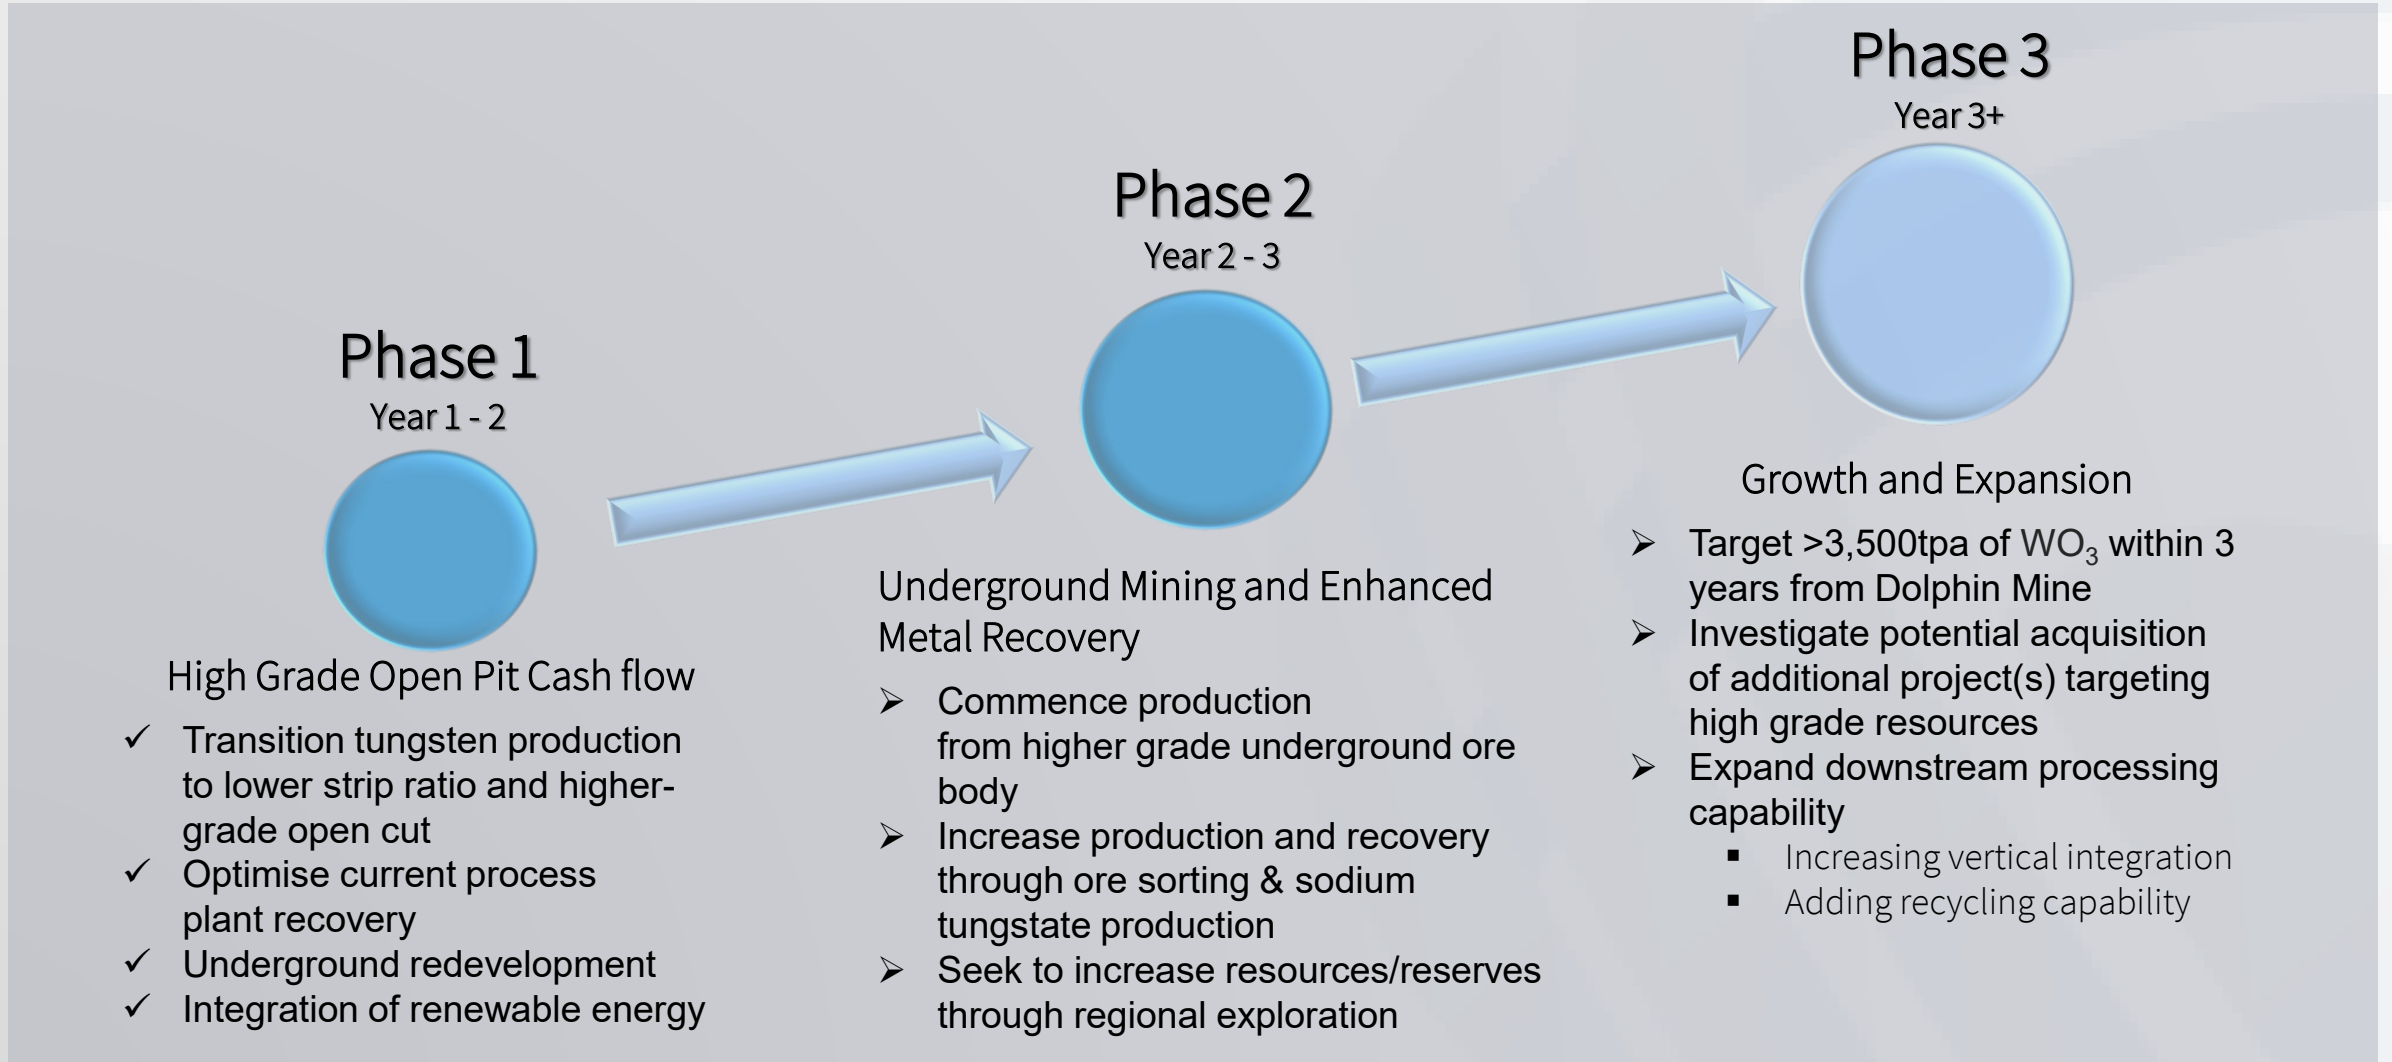 Phase 1
Year 1 - 2
High Grade Open Pit Cash flow
✓ Transition tungsten production
to lower strip ratio and higher-
grade open cut
✓ Optimise current process
plant recovery
✓ Underground redevelopment
✓ Integration of renewable energy
Phase 2
Year 2 - 3
Underground Mining and Enhanced
Metal Recovery
➢ Commence production
from higher grade underground ore
body
➢ Increase production and recovery
through ore sorting & sodium
tungstate production
➢ Seek to increase resources/reserves
through regional exploration
Phase 3
Year 3+
Growth and Expansion
➢ Target >3,500tpa of WO₃ within 3
years from Dolphin Mine
➢ Investigate potential acquisition
of additional project(s) targeting
high grade resources
➢ Expand downstream processing
capability
▪ Increasing vertical integration
▪ Adding recycling capability